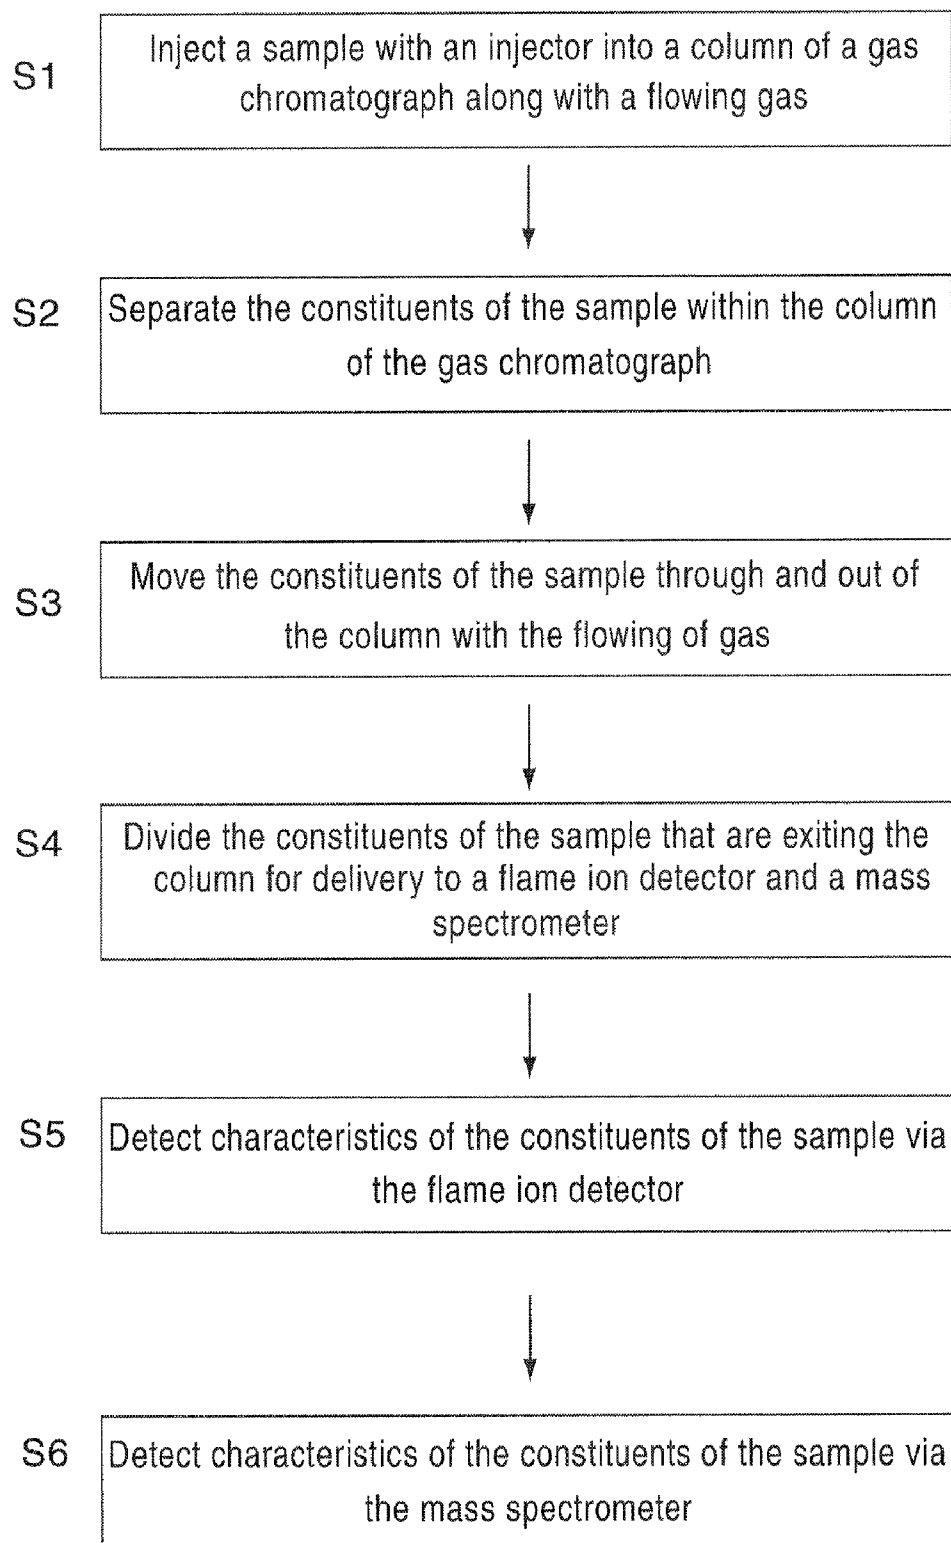 S1
Inject a sample with an injector into a column of a gas
chromatograph along with a flowing gas
S2
Separate the constituents of the sample within the column
of the gas chromatograph
S3
Move the constituents of the sample through and out of
the column with the flowing of gas
S4
Divide the constituents of the sample that are exiting the
column for delivery to a flame ion detector and a mass
spectrometer
S5
Detect characteristics of the constituents of the sample via
the flame ion detector
S6
Detect characteristics of the constituents of the sample via
the mass spectrometer